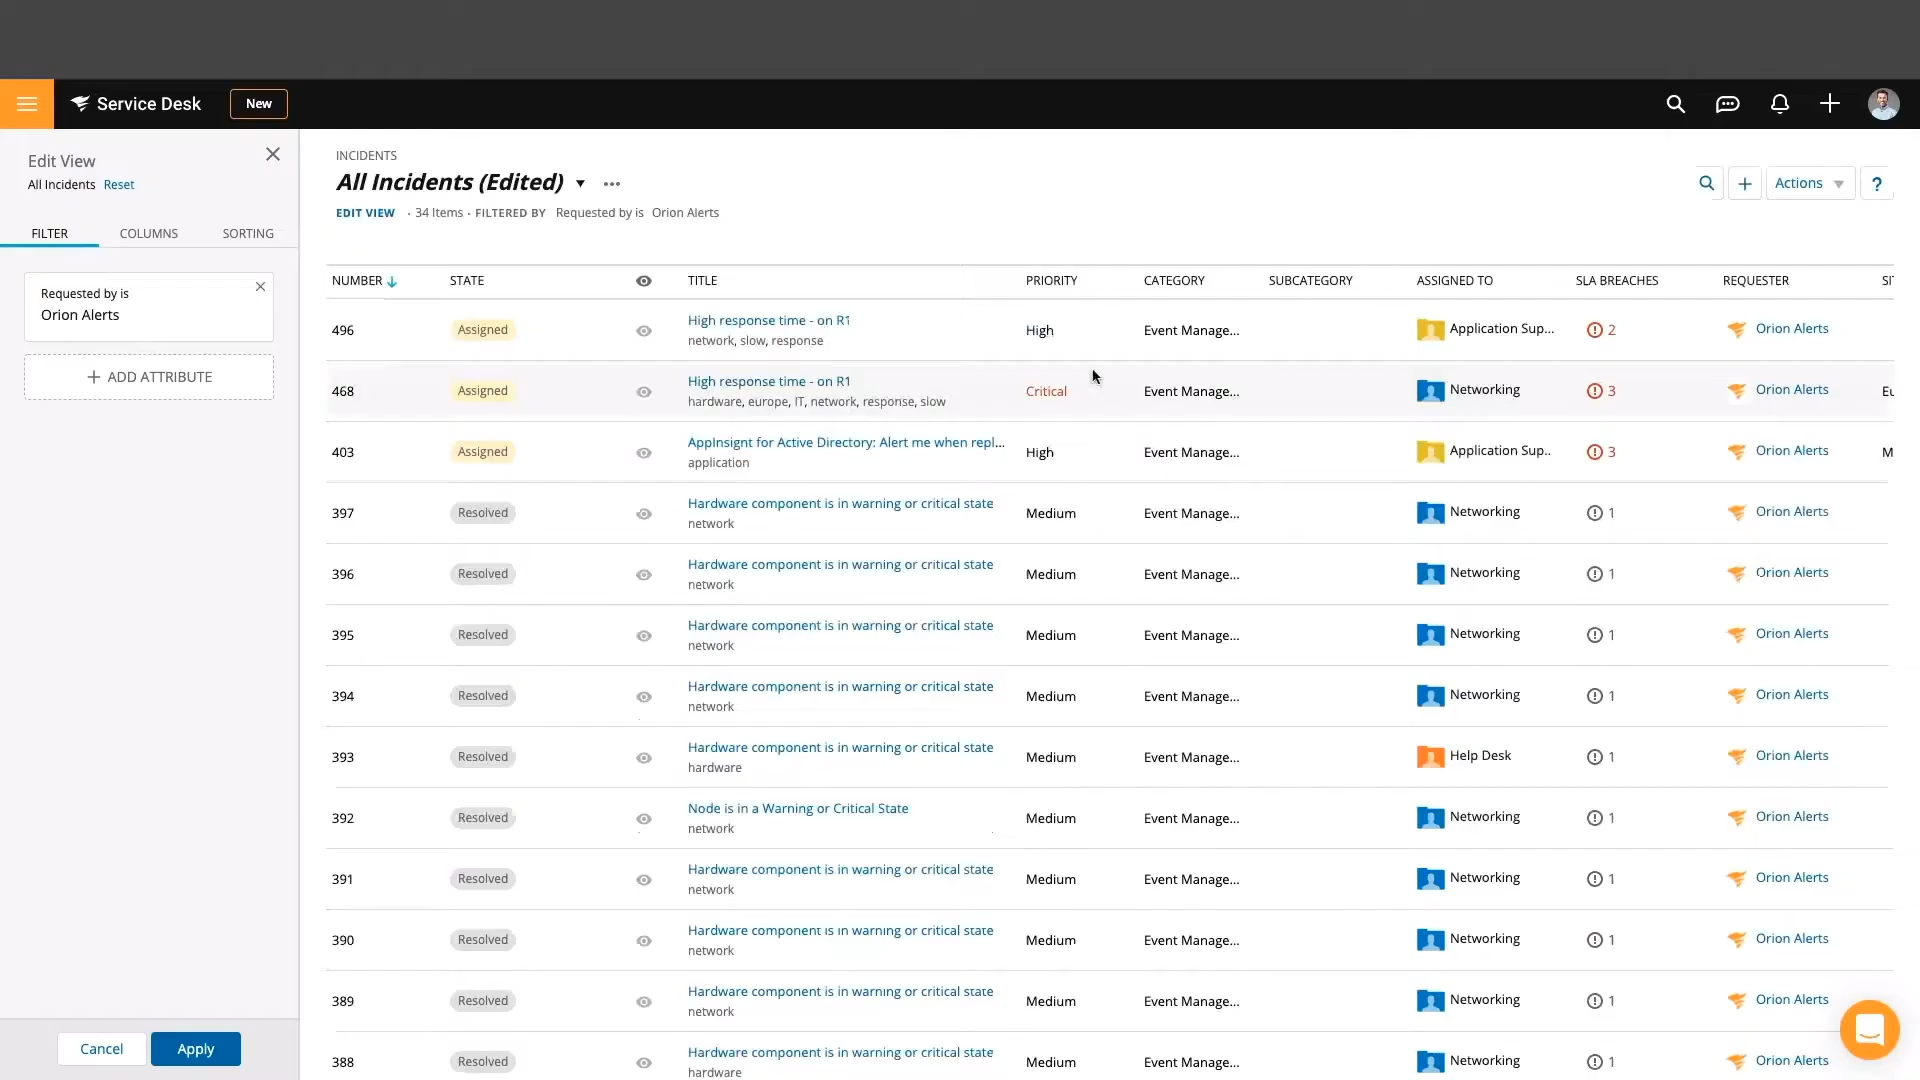 Service Desk New
Edit View
All Incidents Reset
FILTER COLUMNS SORTING
Requested by is
Orion Alerts
ADD ATTRIBUTE
Cancel Apply
INCIDENTS
All Incidents (Edited)
EDIT VIEW · 34 Items · FILTERED BY Requested by is Orion Alerts
Actions ?
NUMBER STATE TITLE PRIORITY CATEGORY SUBCATEGORY ASSIGNED TO SLA BREACHES REQUESTER SIT
496 Assigned High response time - on R1 High Event Manage... Application Sup... 2 Orion Alerts
network, slow, response
468 Assigned High response time - on R1 Critical Event Manage... Networking 3 Orion Alerts Eu
hardware, europe, IT, network, response, slow
403 Assigned AppInsignt for Active Directory: Alert me when repl... High Event Manage... Application Sup.. 3 Orion Alerts M
application
397 Resolved Hardware component is in warning or critical state Medium Event Manage... Networking 1 Orion Alerts
network
396 Resolved Hardware component is in warning or critical state Medium Event Manage... Networking 1 Orion Alerts
network
395 Resolved Hardware component is in warning or critical state Medium Event Manage... Networking 1 Orion Alerts
network
394 Resolved Hardware component is in warning or critical state Medium Event Manage... Networking 1 Orion Alerts
network
393 Resolved Hardware component is in warning or critical state Medium Event Manage... Help Desk 1 Orion Alerts
hardware
392 Resolved Node is in a Warning or Critical State Medium Event Manage... Networking 1 Orion Alerts
network
391 Resolved Hardware component is in warning or critical state Medium Event Manage... Networking 1 Orion Alerts
network
390 Resolved Hardware component is in warning or critical state Medium Event Manage... Networking 1 Orion Alerts
network
389 Resolved Hardware component is in warning or critical state Medium Event Manage... Networking 1 Orion Alerts
network
388 Resolved Hardware component is in warning or critical state Medium Event Manage... Networking 1 Orion Alerts
hardware